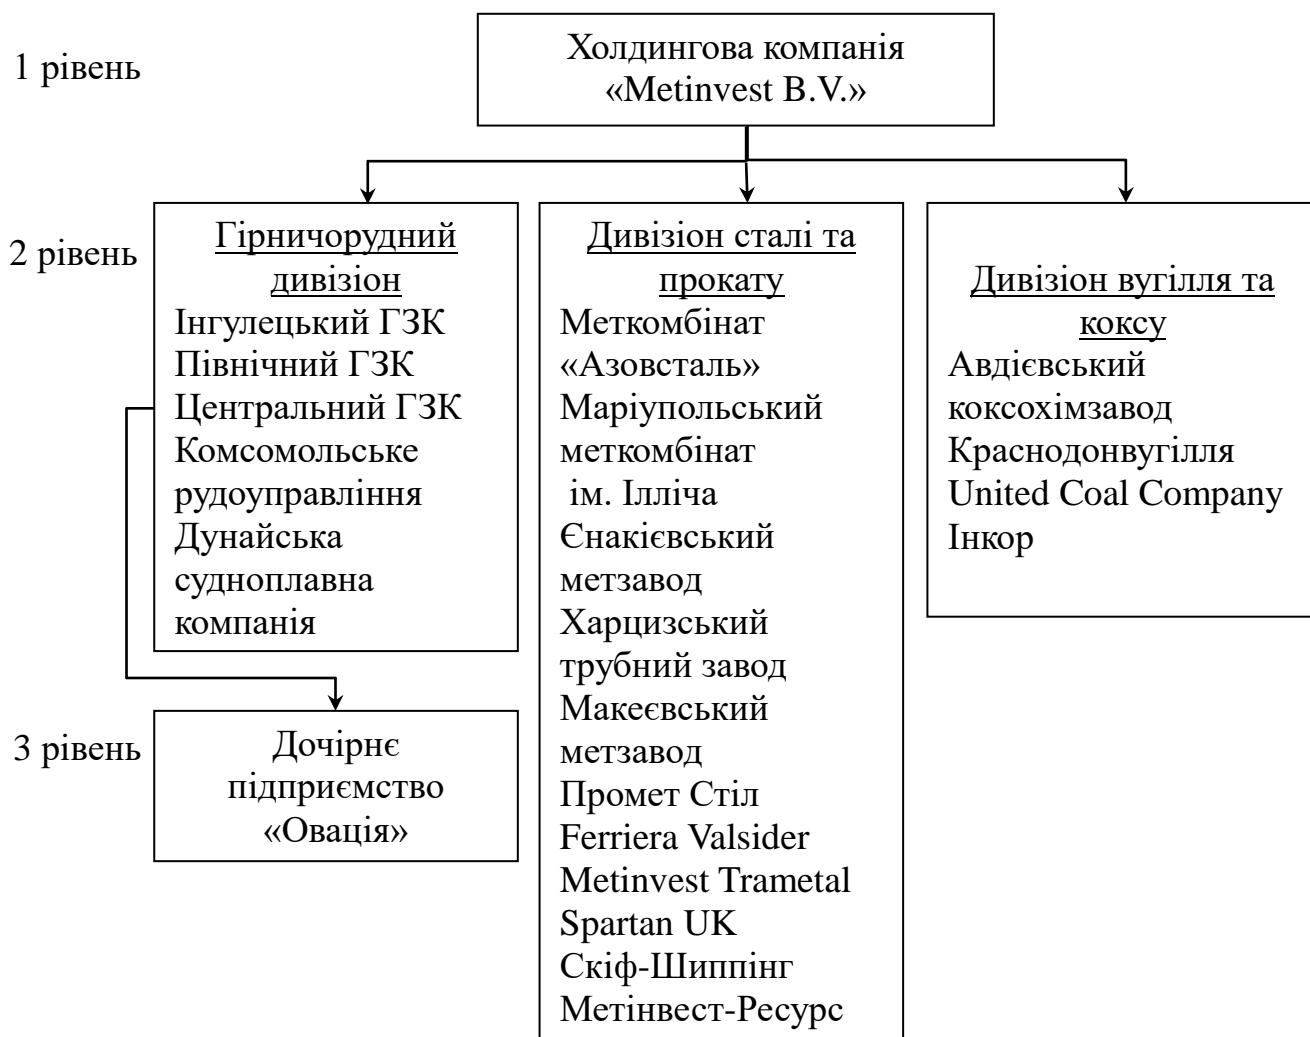 1 рівень
Холдингова компанія
«Metinvest B.V.»
2 рівень
Гірничорудний
дивізіон
Інгулецький ГЗК
Північний ГЗК
Центральний ГЗК
Комсомольське
рудоуправління
Дунайська
судноплавна
компанія
Дивізіон сталі та
прокату
Меткомбінат
«Азовсталь»
Маріупольський
меткомбінат
ім. Ілліча
Єнакієвський
метзавод
Харцизський
трубний завод
Макеєвський
метзавод
Промет Стіл
Ferriera Valsider
Metinvest Trametal
Spartan UK
Скіф-Шиппінг
Метінвест-Ресурс
Дивізіон вугілля та
коксу
Авдієвський
коксохімзавод
Краснодонвугілля
United Coal Company
Інкор
3 рівень
Дочірнє
підприємство
«Овація»